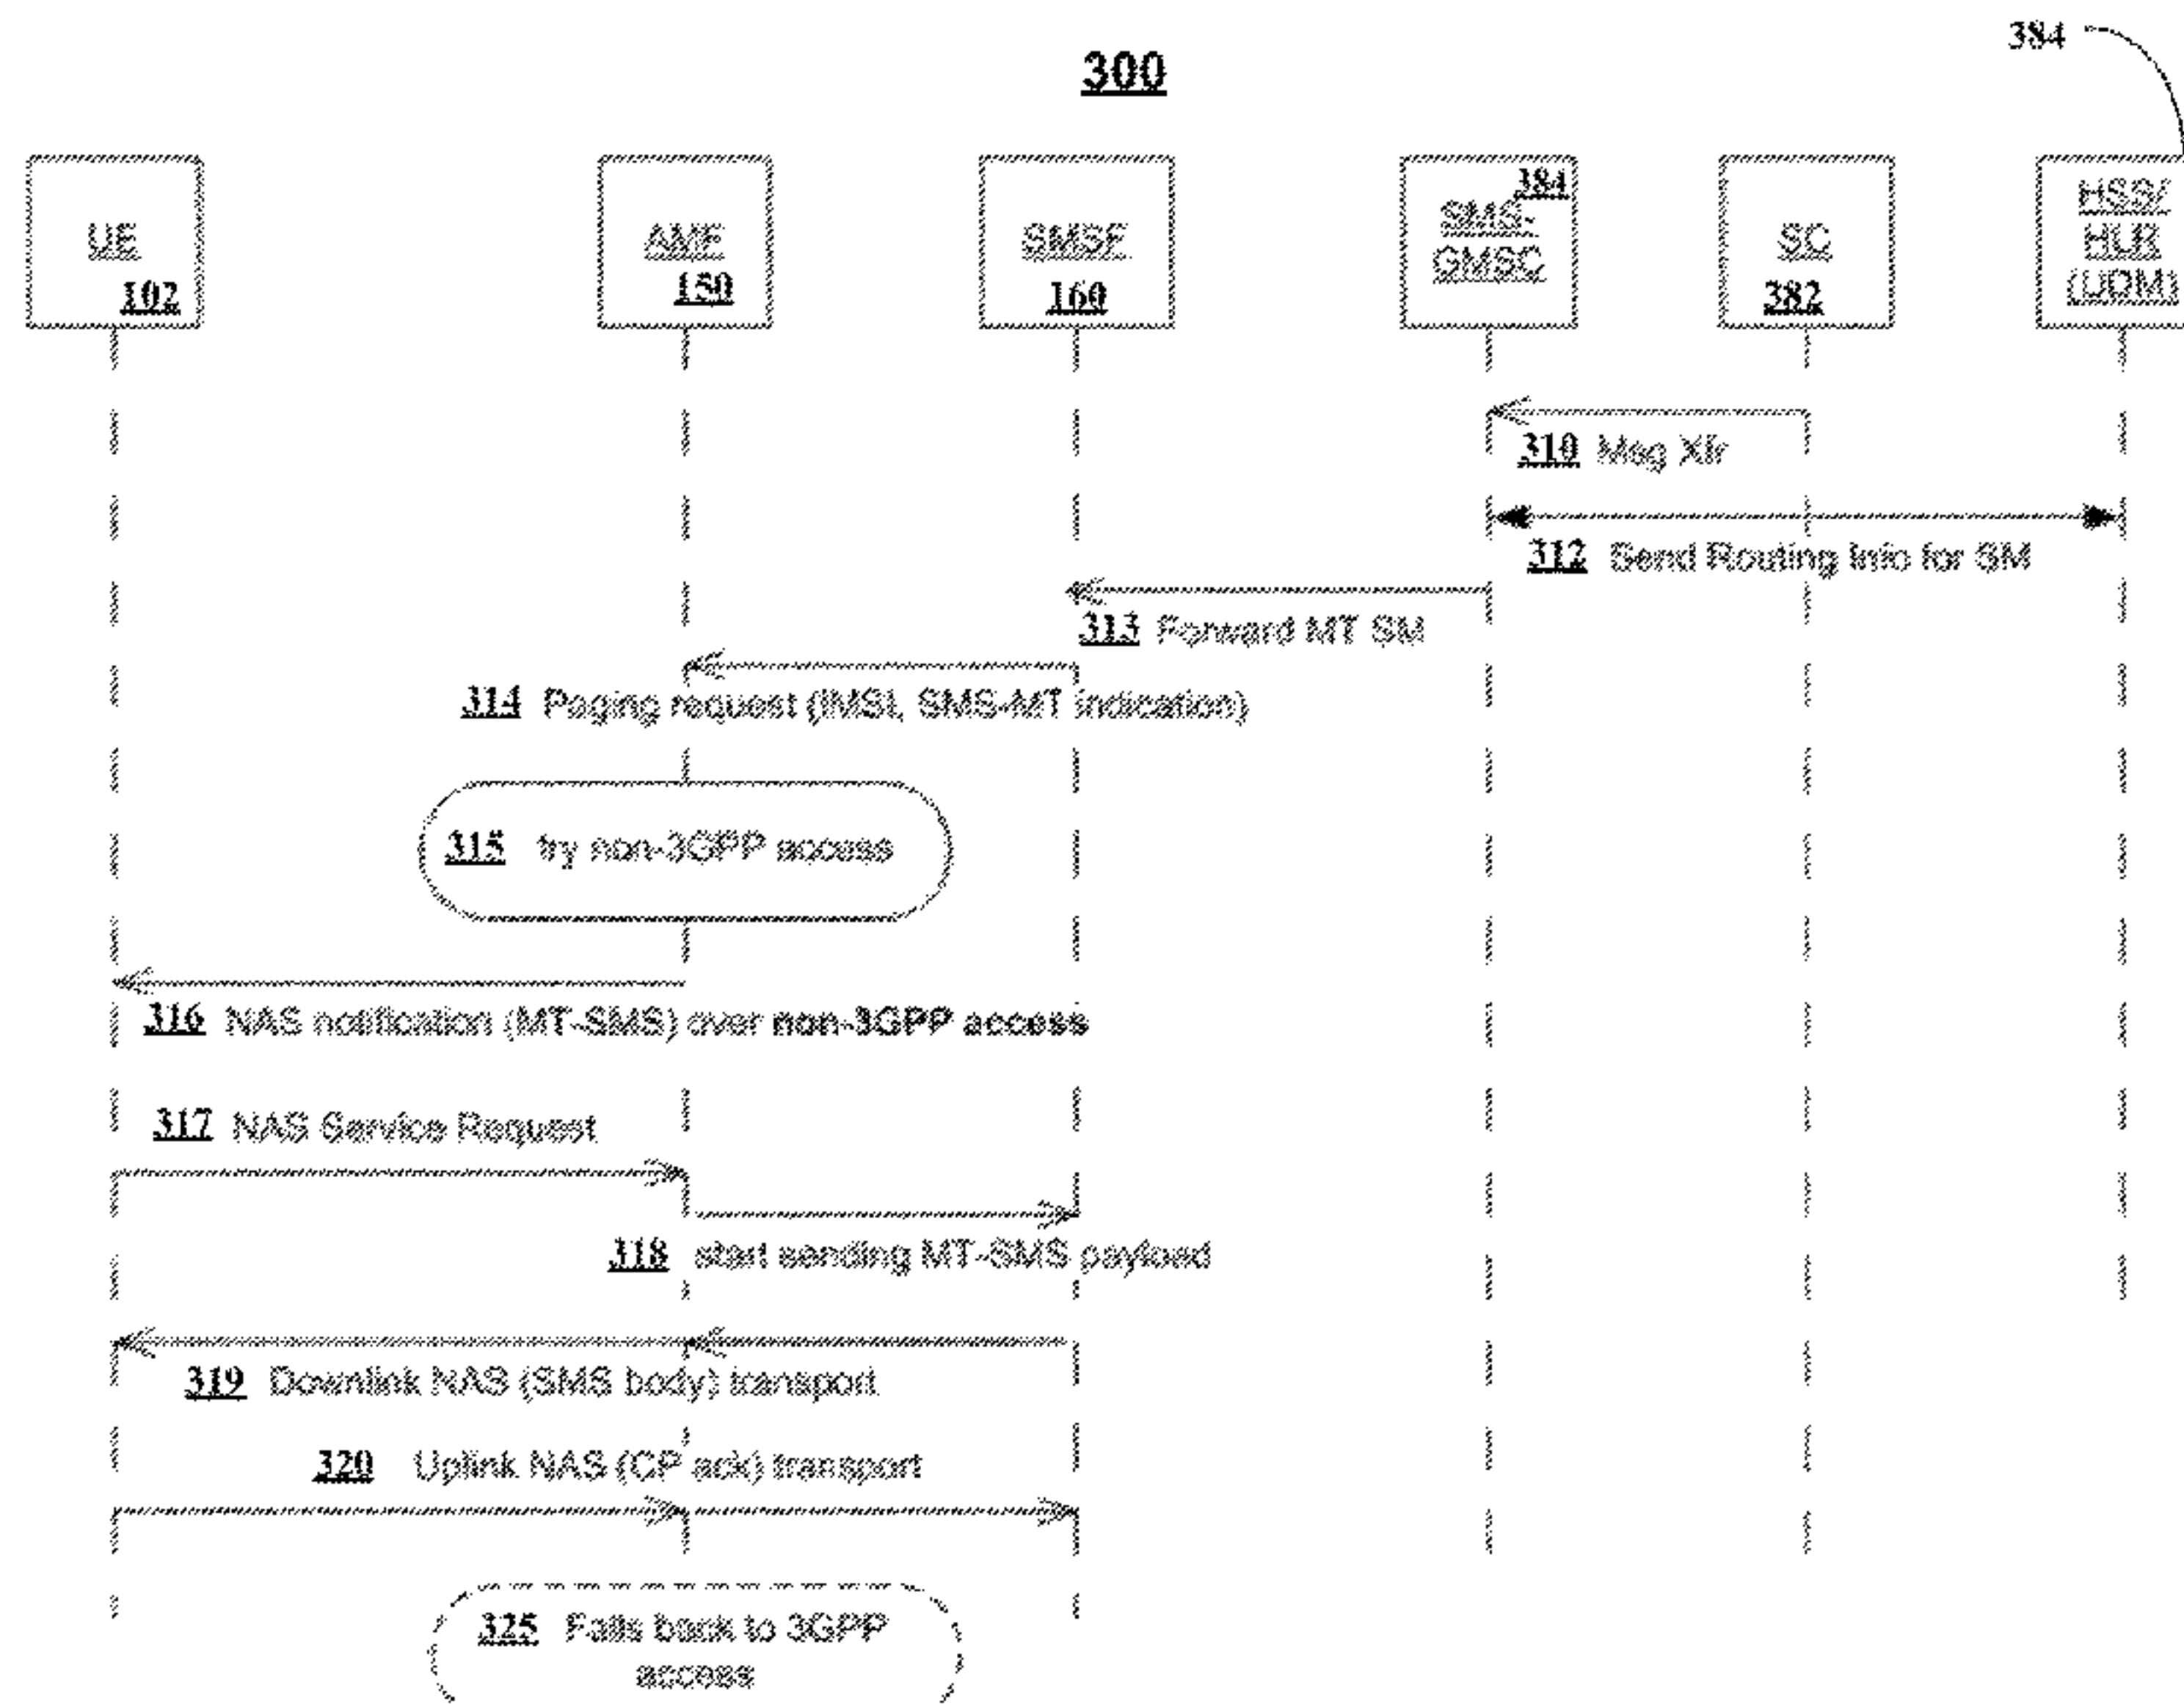 384
300
UE
102
AMF
150
SMSF
160
384
SMS-
GMSC
SC
382
HSS/
HLR
(UDM)
310 Msg Xfr
312 Send Routing Info for SM
313 Forward MT SM
314 Paging request (IMSI, SMS-MT indication)
315 try non-3GPP access
316 NAS notification (MT-SMS) over non-3GPP access
317 NAS Service Request
318 start sending MT-SMS payload
319 Downlink NAS (SMS body) transport
320 Uplink NAS (CP ack) transport
325 Falls back to 3GPP
access